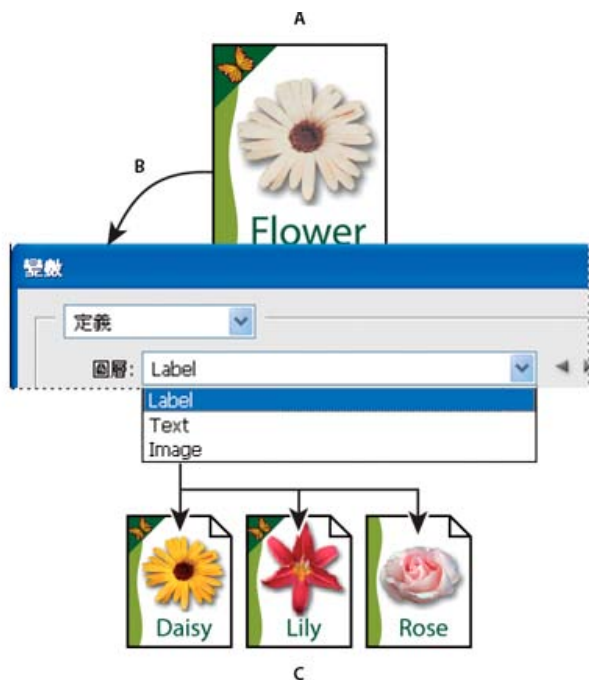 A
B
Flower
變數
定義
圖層: Label
Label
Text
Image
Daisy
Lily
Rose
C